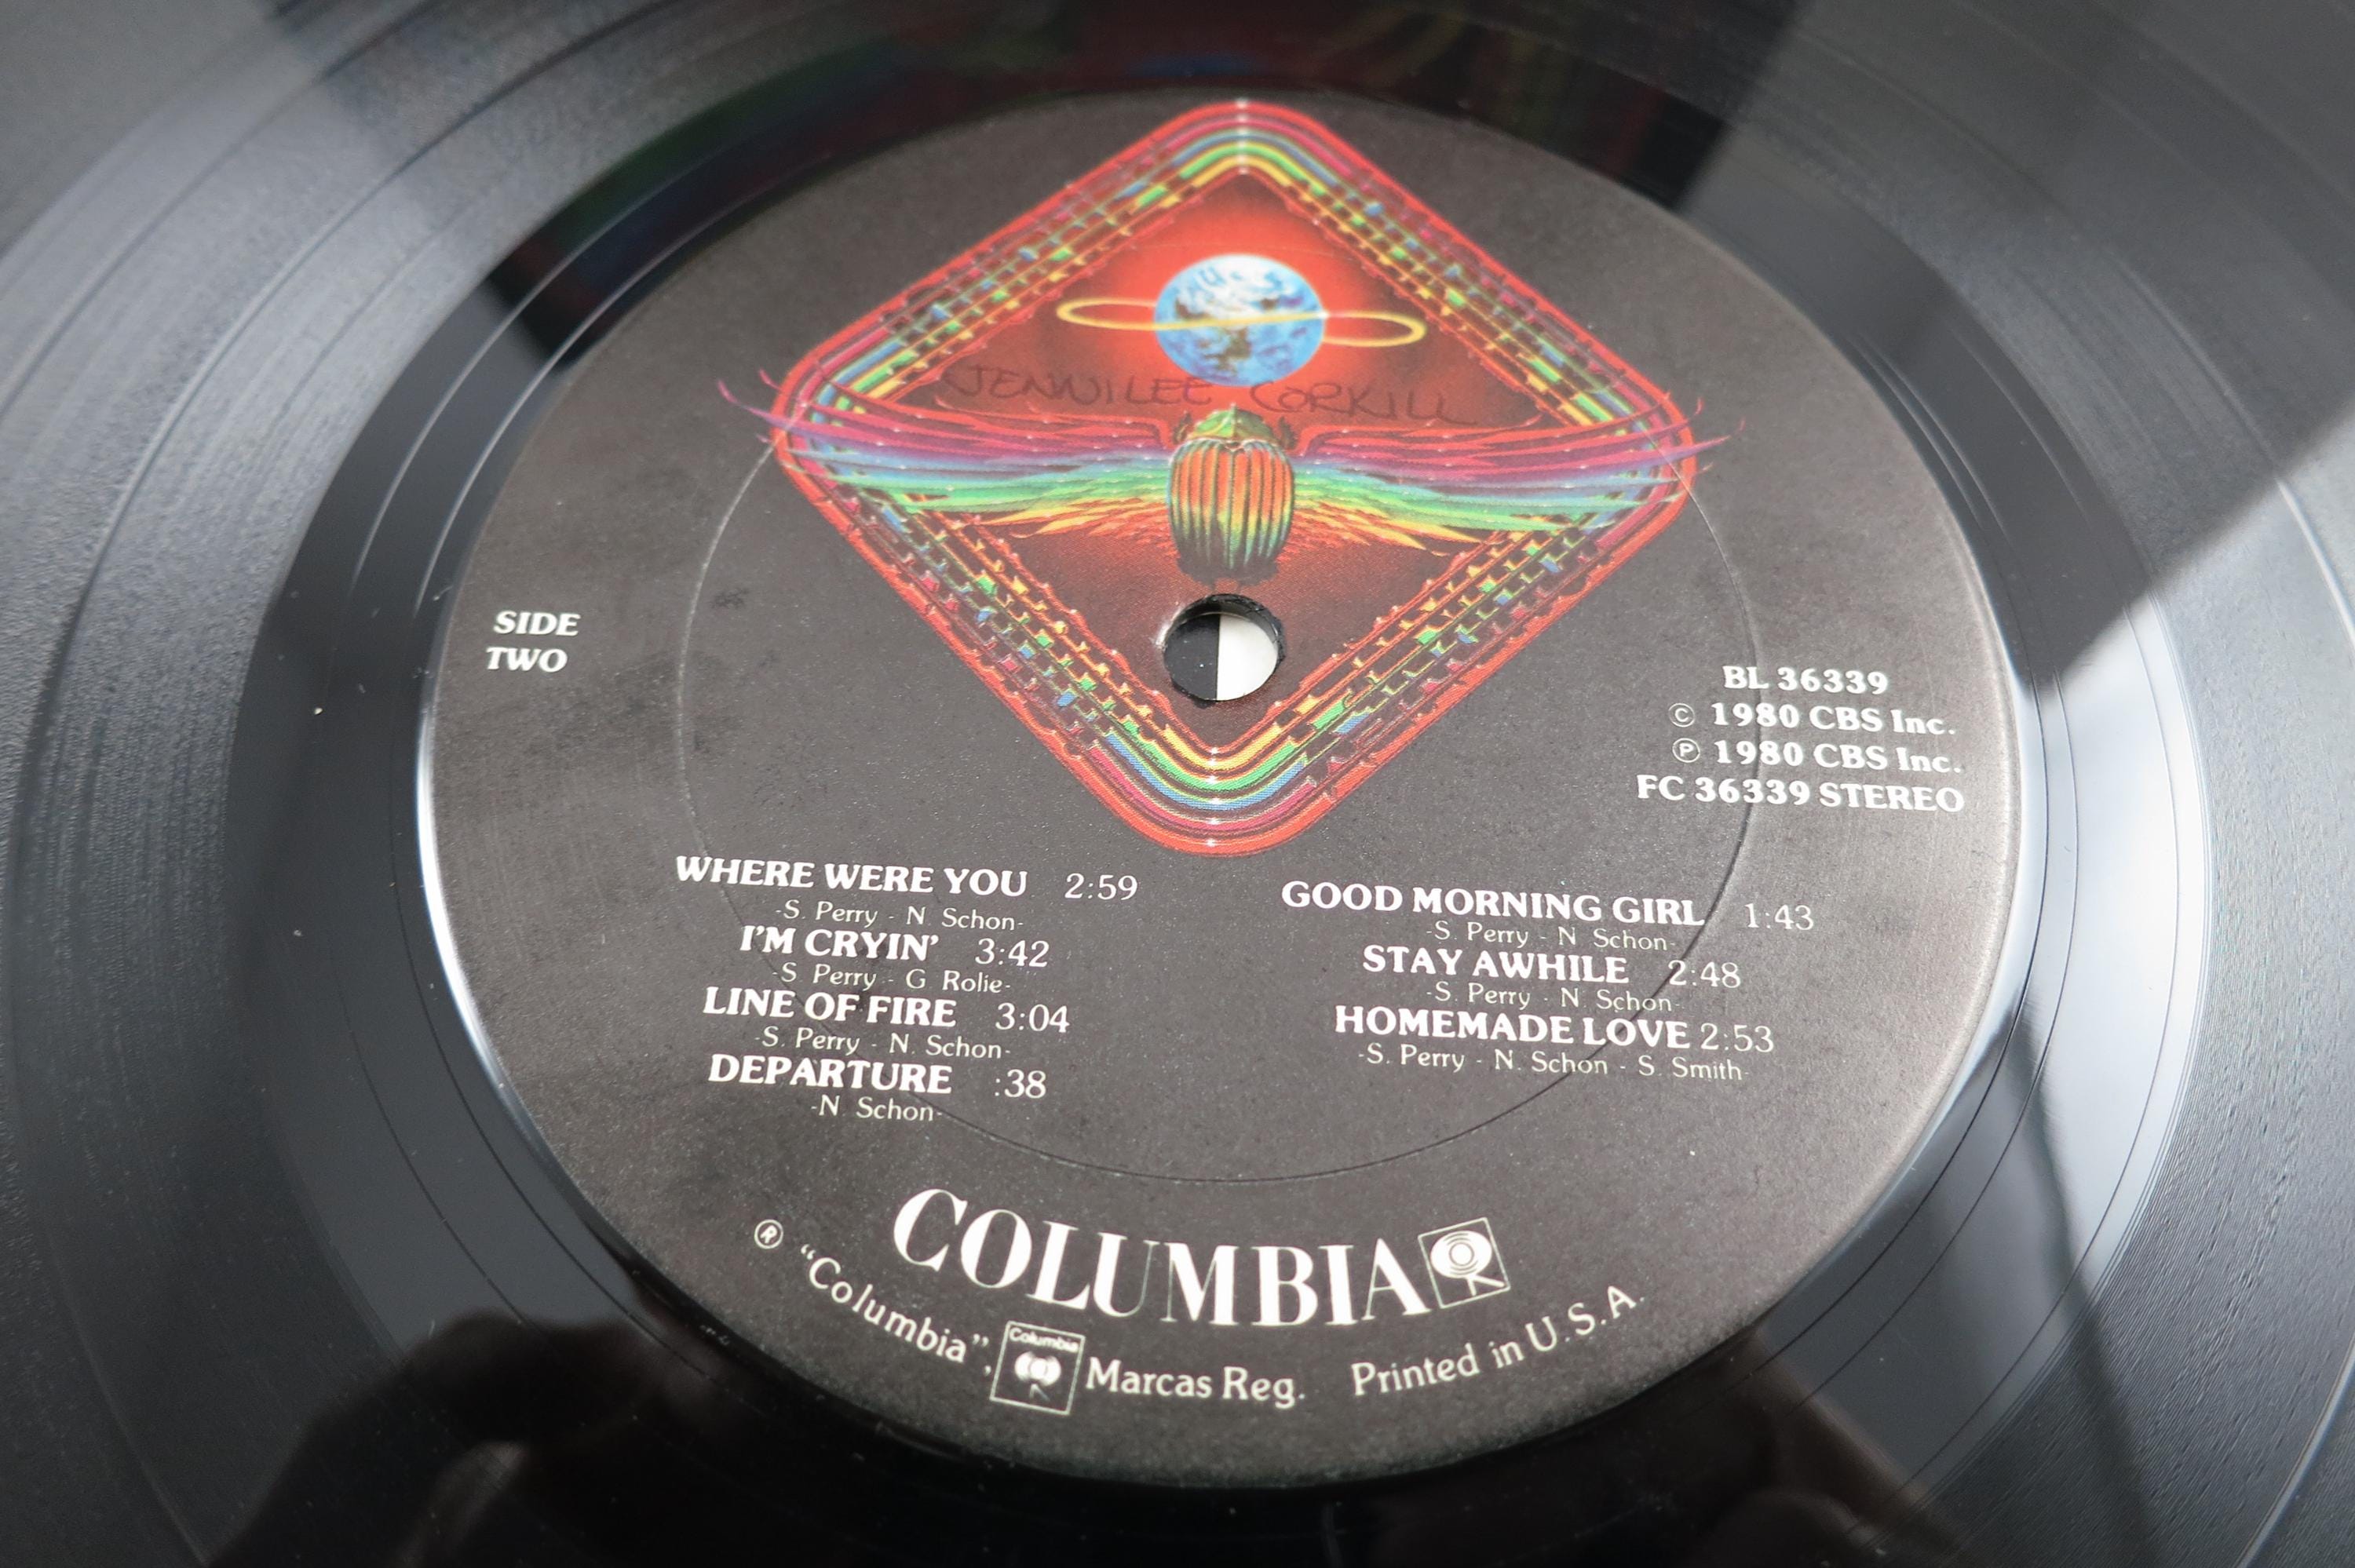 JENNILEE CORKILL
SIDE
TWO
BL 36339
© 1980 CBS Inc.
℗ 1980 CBS Inc.
FC 36339 STEREO
WHERE WERE YOU 2:59
-S. Perry - N. Schon-
I'M CRYIN' 3:42
-S. Perry - G. Rolie-
LINE OF FIRE 3:04
-S. Perry - N. Schon-
DEPARTURE :38
-N. Schon-
GOOD MORNING GIRL 1:43
-S. Perry - N. Schon-
STAY AWHILE 2:48
-S. Perry - N. Schon-
HOMEMADE LOVE 2:53
-S. Perry - N. Schon - S. Smith-
COLUMBIA
® "Columbia", Columbia Marcas Reg. Printed in U.S.A.